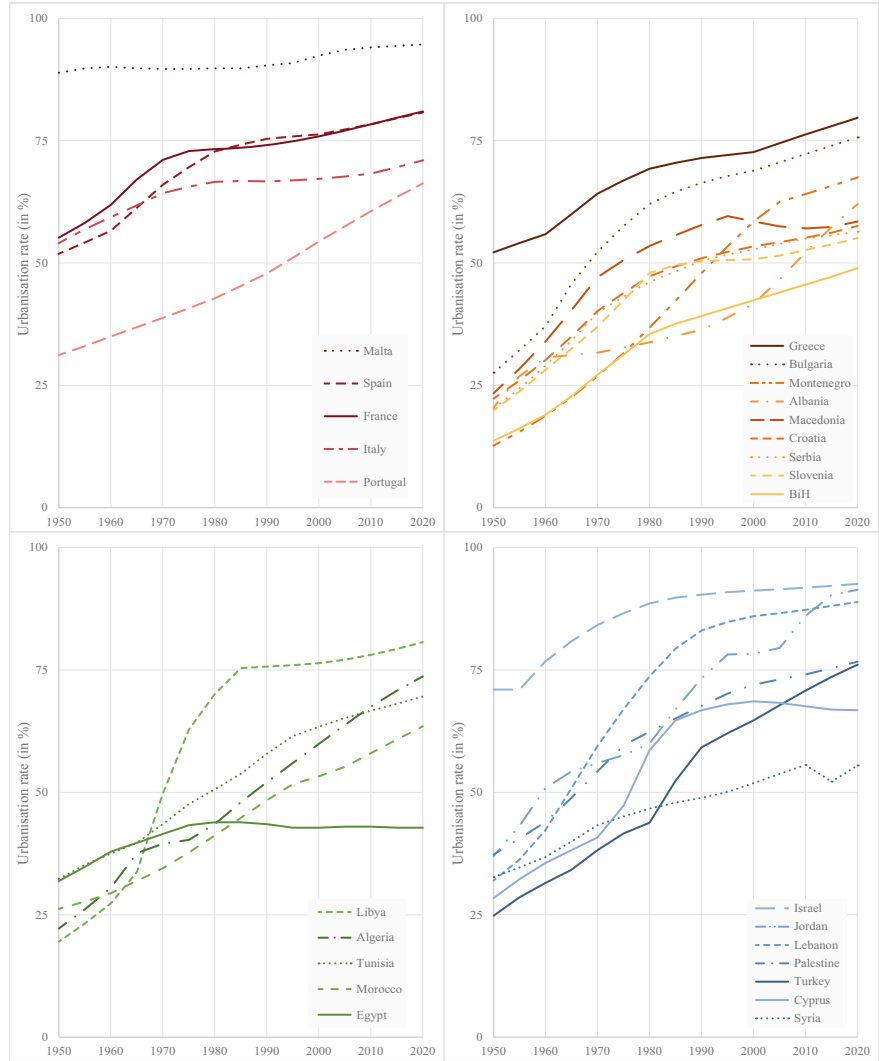 100
75
50
25
0
Urbanisation rate (in %)
Malta
Spain
France
Italy
Portugal
1950 1960 1970 1980 1990 2000 2010 2020
100
75
50
25
0
Urbanisation rate (in %)
Greece
Bulgaria
Montenegro
Albania
Macedonia
Croatia
Serbia
Slovenia
BiH
1950 1960 1970 1980 1990 2000 2010 2020
100
75
50
25
0
Urbanisation rate (in %)
Libya
Algeria
Tunisia
Morocco
Egypt
1950 1960 1970 1980 1990 2000 2010 2020
100
75
50
25
0
Urbanisation rate (in %)
Israel
Jordan
Lebanon
Palestine
Turkey
Cyprus
Syria
1950 1960 1970 1980 1990 2000 2010 2020